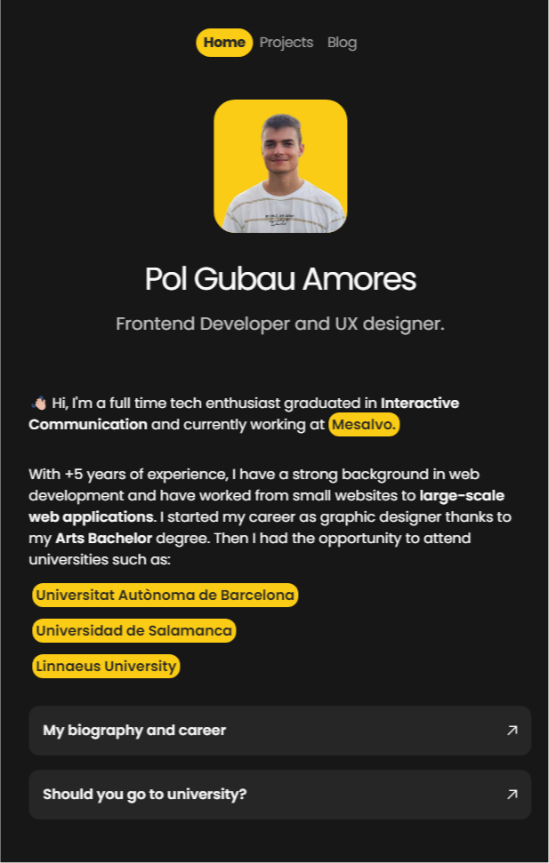 Home Projects Blog
Pol Gubau Amores
Frontend Developer and UX designer.
👋🏻 Hi, I'm a full time tech enthusiast graduated in Interactive
Communication and currently working at Mesalvo.
With +5 years of experience, I have a strong background in web
development and have worked from small websites to large-scale
web applications. I started my career as graphic designer thanks to
my Arts Bachelor degree. Then I had the opportunity to attend
universities such as:
Universitat Autònoma de Barcelona
Universidad de Salamanca
Linnaeus University
My biography and career
Should you go to university?